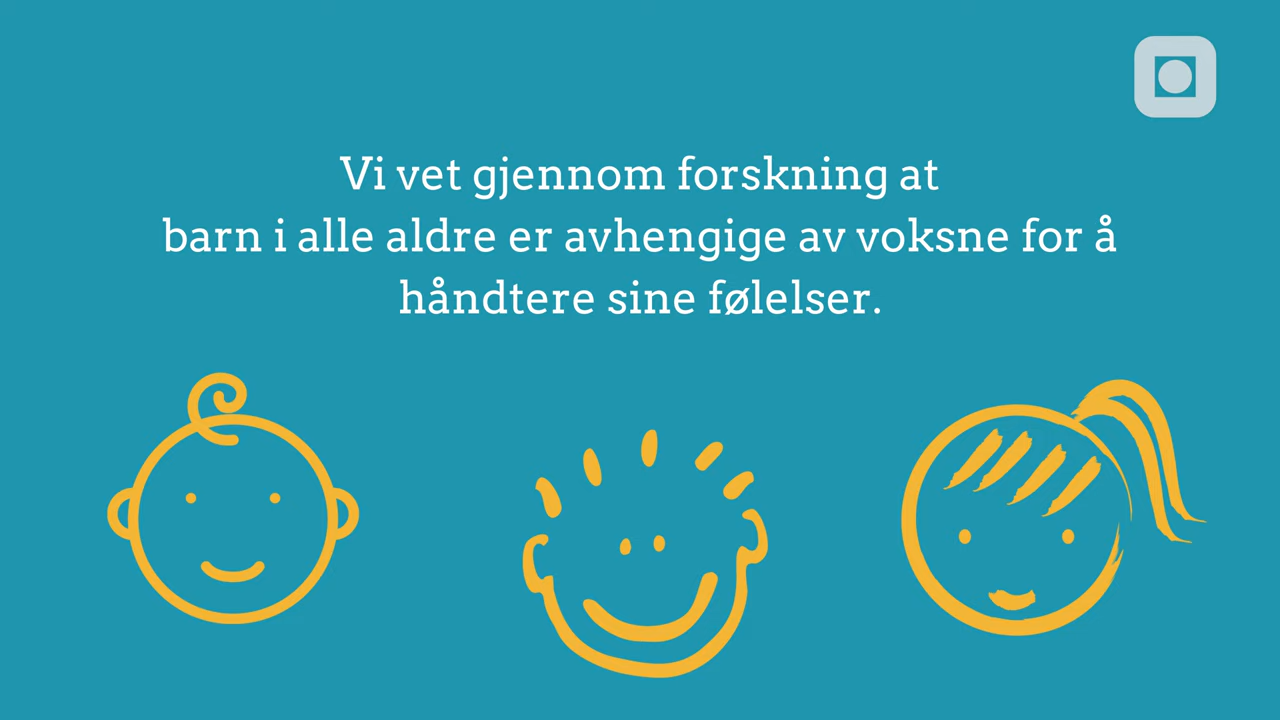 Vi vet gjennom forskning at
barn i alle aldre er avhengige av voksne for å
håndtere sine følelser.